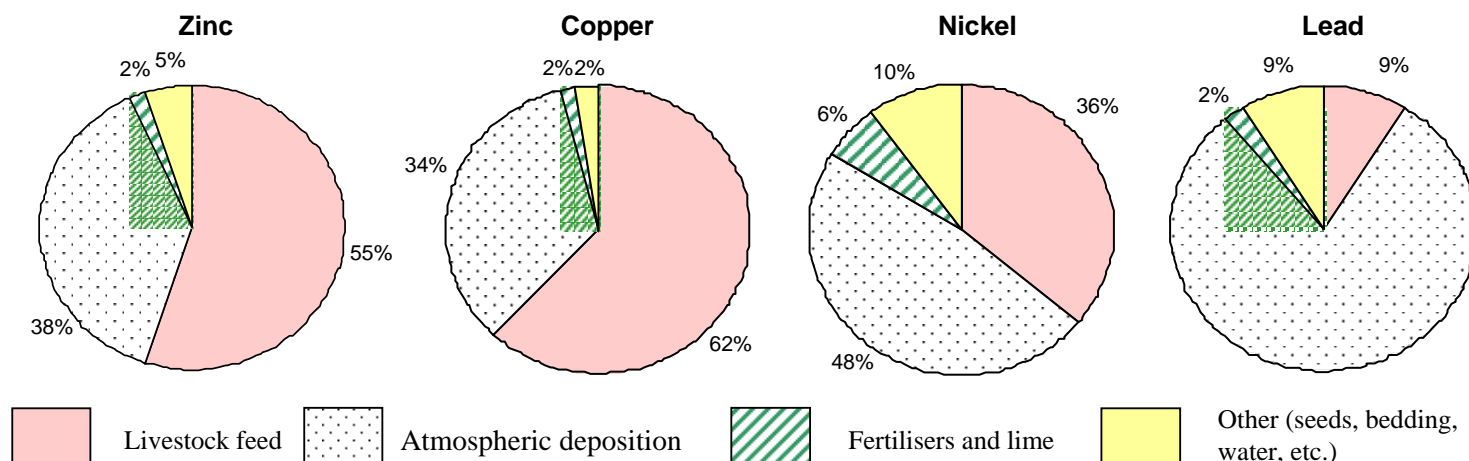 Zinc
Copper
Nickel
Lead
2%
5%
55%
38%
2%
2%
34%
62%
10%
6%
36%
48%
9%
9%
2%
Livestock feed
Atmospheric deposition
Fertilisers and lime
Other (seeds, bedding,
water, etc.)